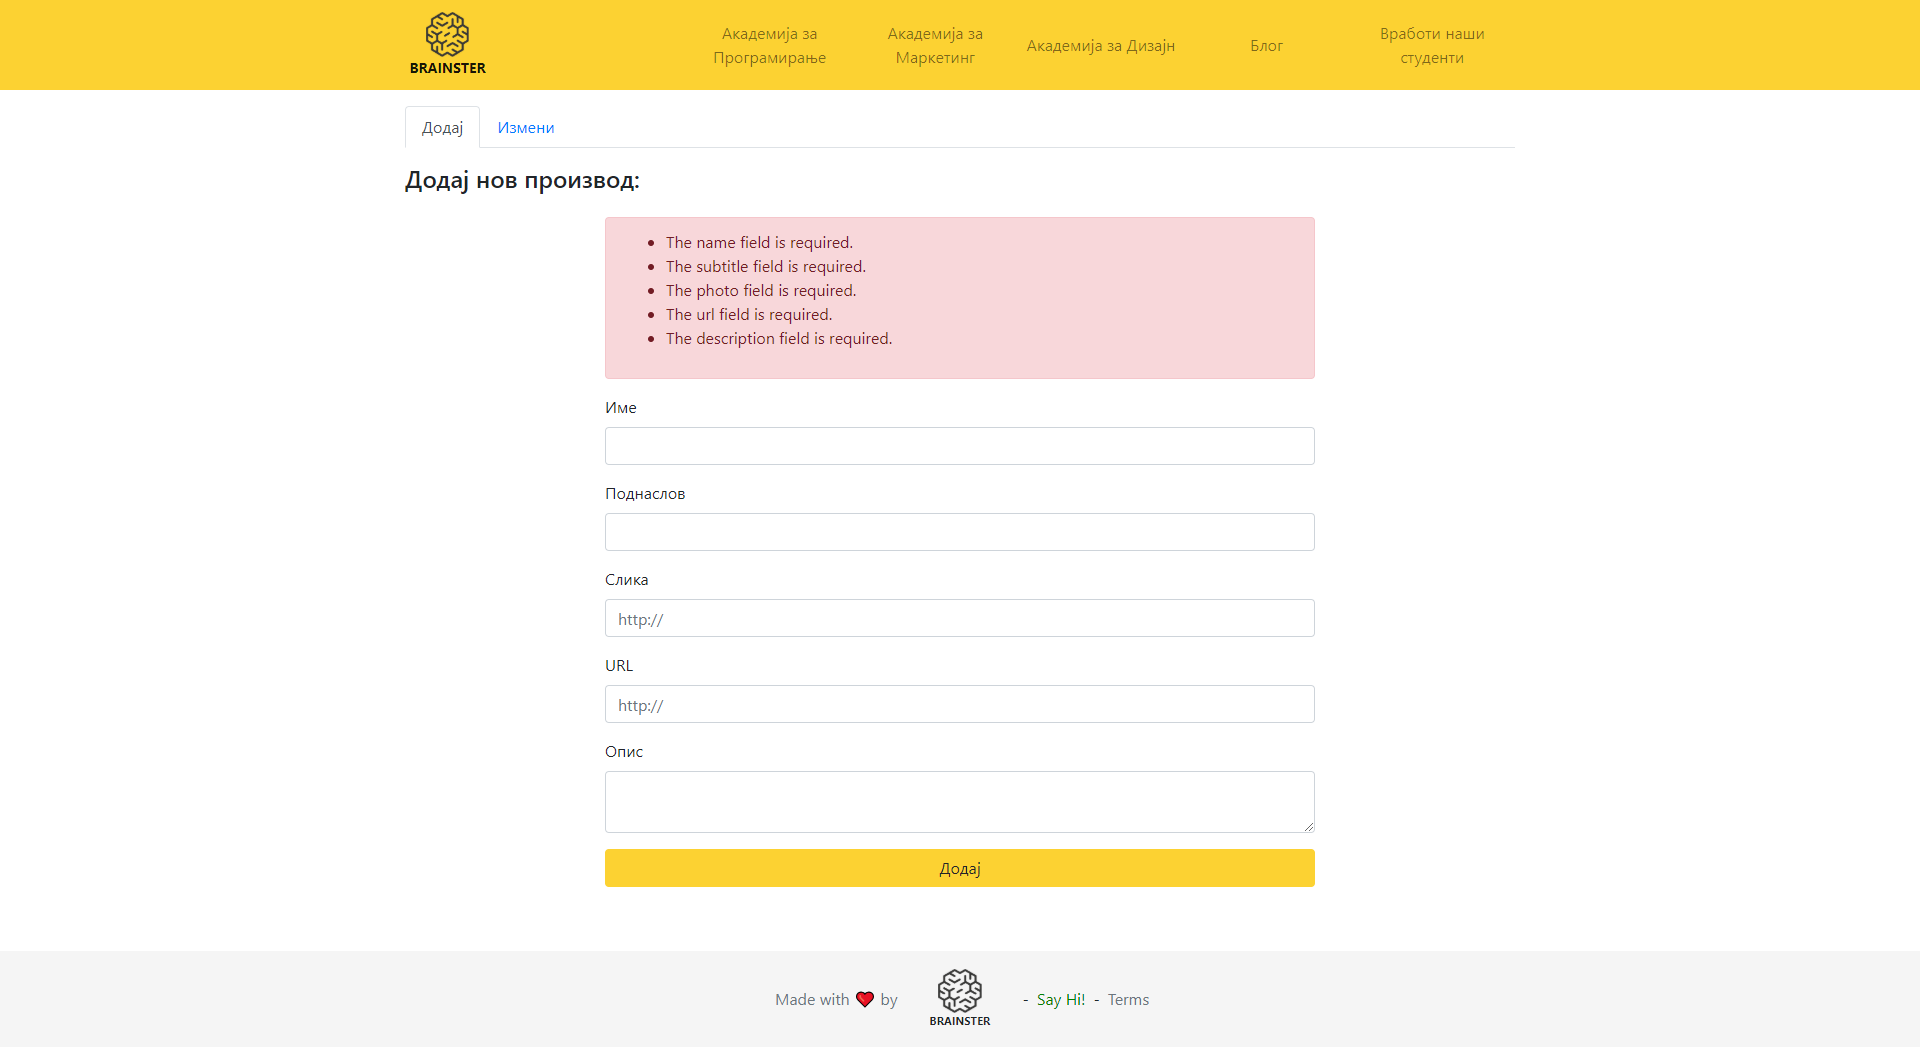 BRAINSTER
Академија за
Програмирање
Академија за
Маркетинг
Академија за Дизајн
Блог
Вработи наши
студенти
Додај
Измени
Додај нов производ:
The name field is required.
The subtitle field is required.
The photo field is required.
The url field is required.
The description field is required.
Име
Поднаслов
Слика
http://
URL
http://
Опис
Додај
Made with ❤ by BRAINSTER - Say Hi! - Terms